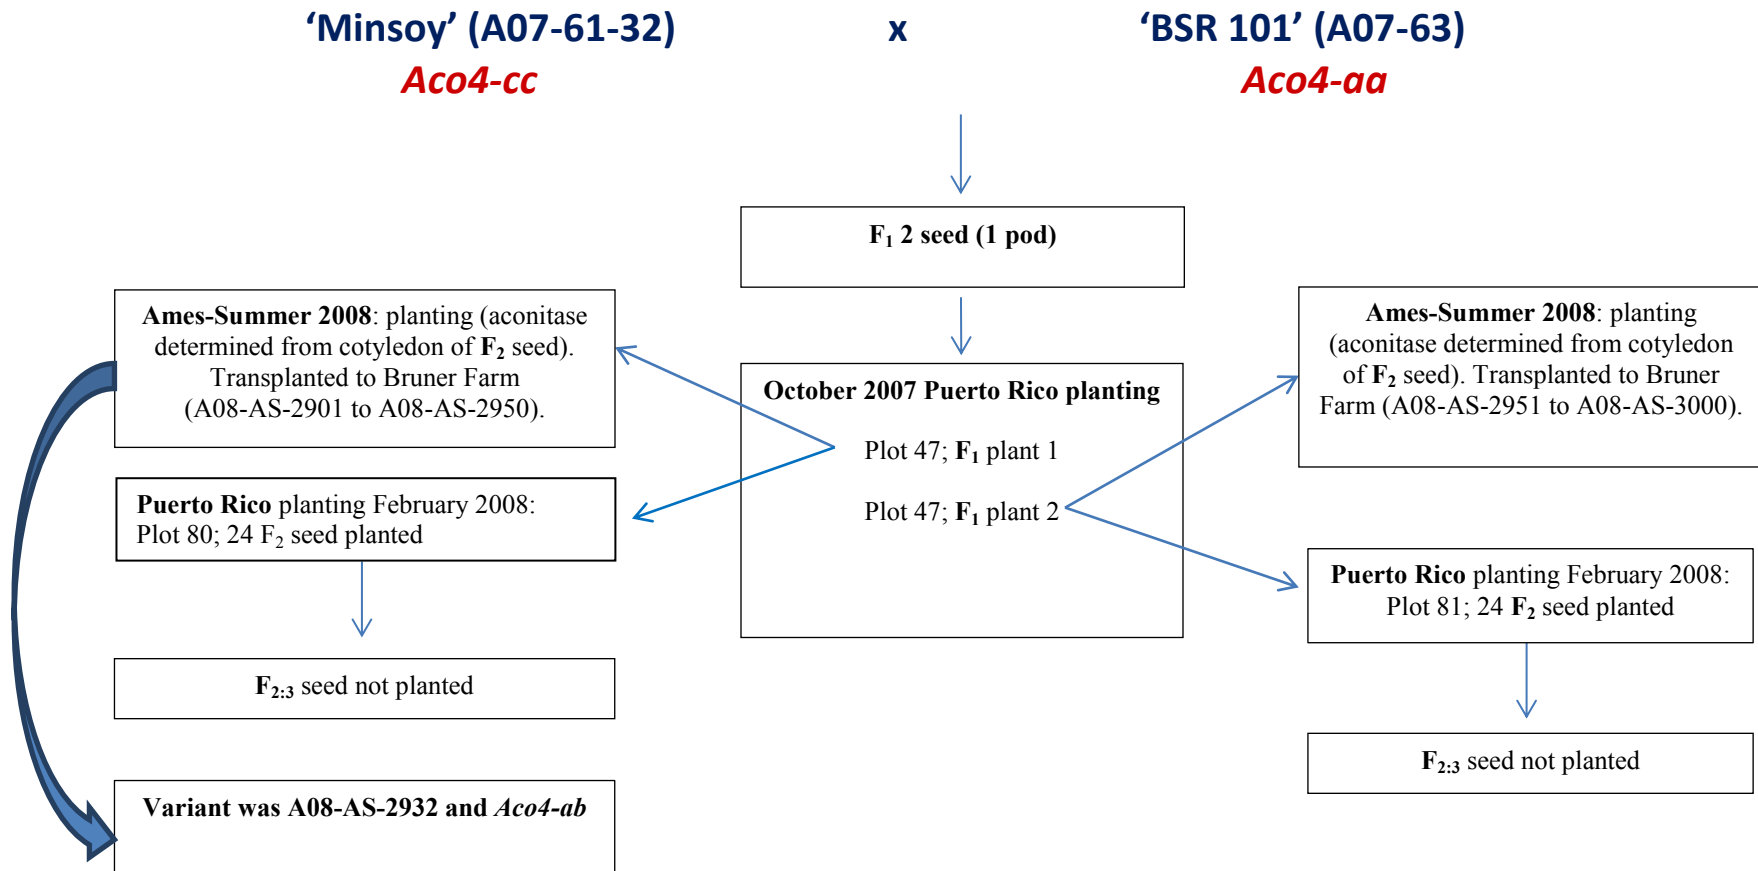 ‘Minsoy’ (A07-61-32) x ‘BSR 101’ (A07-63)
Aco4-cc Aco4-aa
F1 2 seed (1 pod)
Ames-Summer 2008: planting (aconitase
determined from cotyledon of F2 seed).
Transplanted to Bruner Farm
(A08-AS-2901 to A08-AS-2950).
October 2007 Puerto Rico planting
Plot 47; F1 plant 1
Plot 47; F1 plant 2
Ames-Summer 2008: planting
(aconitase determined from cotyledon
of F2 seed). Transplanted to Bruner
Farm (A08-AS-2951 to A08-AS-3000).
Puerto Rico planting February 2008:
Plot 80; 24 F2 seed planted
Puerto Rico planting February 2008:
Plot 81; 24 F2 seed planted
F2:3 seed not planted
F2:3 seed not planted
Variant was A08-AS-2932 and Aco4-ab